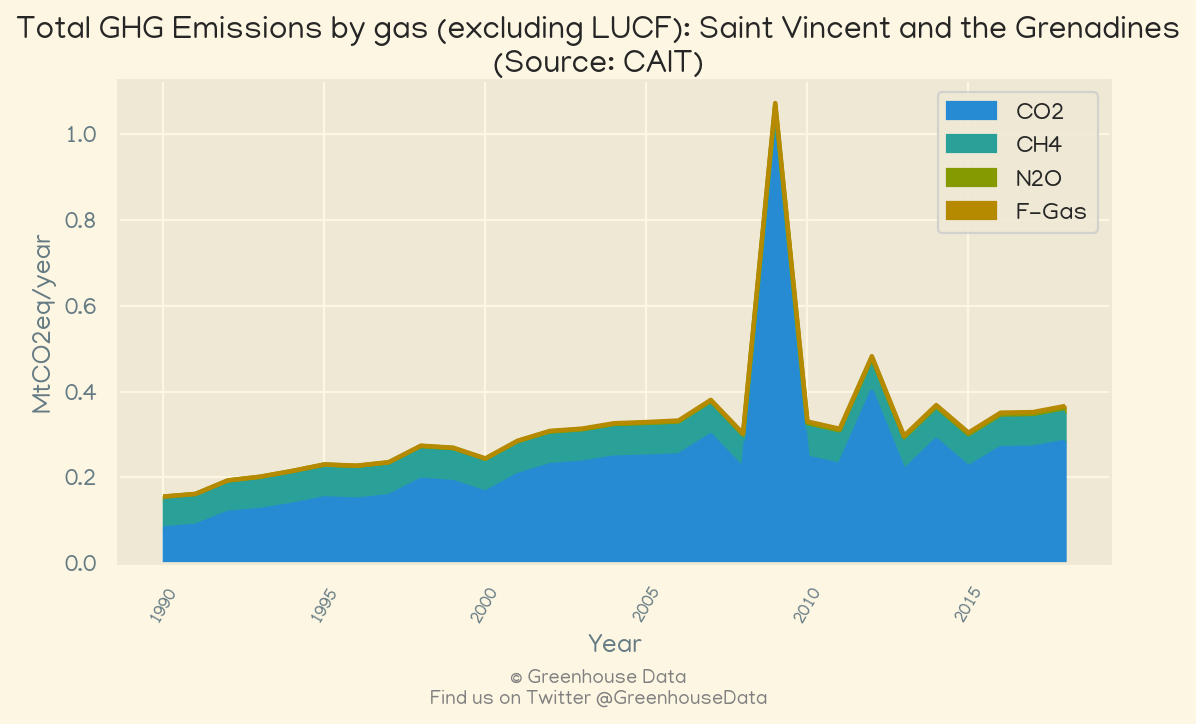 Total GHG Emissions by gas (excluding LUCF): Saint Vincent and the Grenadines
(Source: CAIT)
CO2
CH4
N2O
F-Gas
MtCO2eq/year
1.0
0.8
0.6
0.4
0.2
0.0
1990
1995
2000
2005
2010
2015
Year
© Greenhouse Data
Find us on Twitter @GreenhouseData